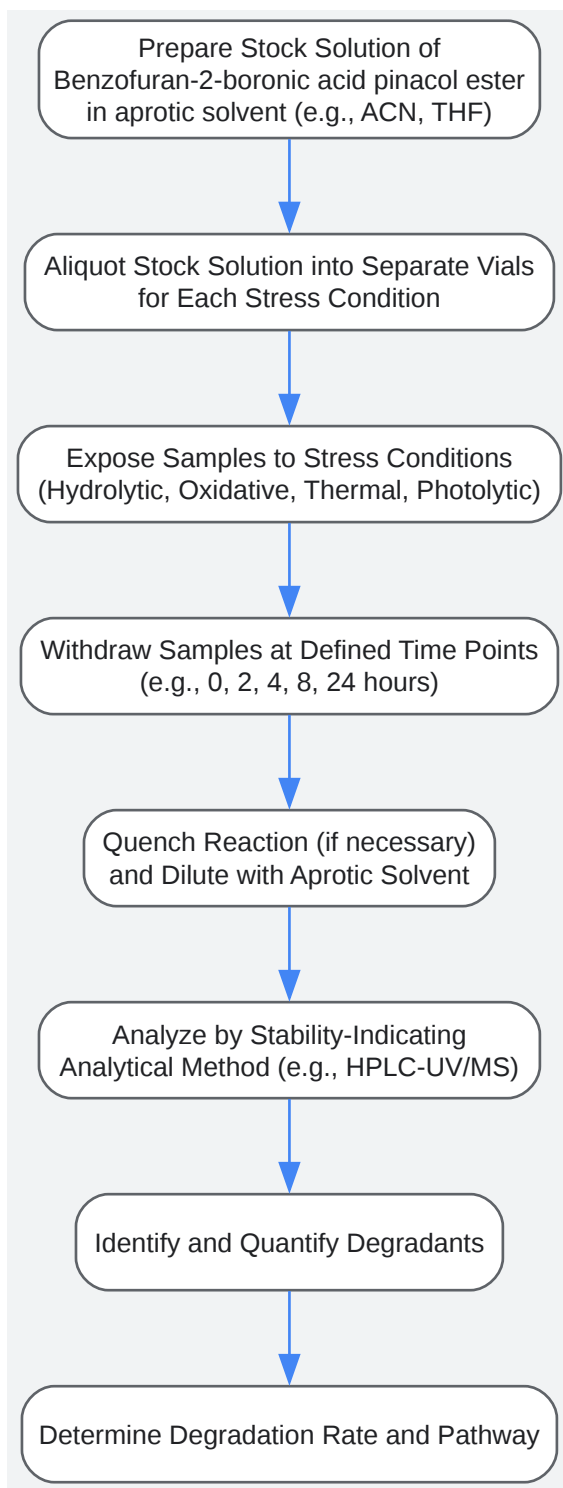 Prepare Stock Solution of
Benzofuran-2-boronic acid pinacol ester
in aprotic solvent (e.g., ACN, THF)
Aliquot Stock Solution into Separate Vials
for Each Stress Condition
Expose Samples to Stress Conditions
(Hydrolytic, Oxidative, Thermal, Photolytic)
Withdraw Samples at Defined Time Points
(e.g., 0, 2, 4, 8, 24 hours)
Quench Reaction (if necessary)
and Dilute with Aprotic Solvent
Analyze by Stability-Indicating
Analytical Method (e.g., HPLC-UV/MS)
Identify and Quantify Degradants
Determine Degradation Rate and Pathway